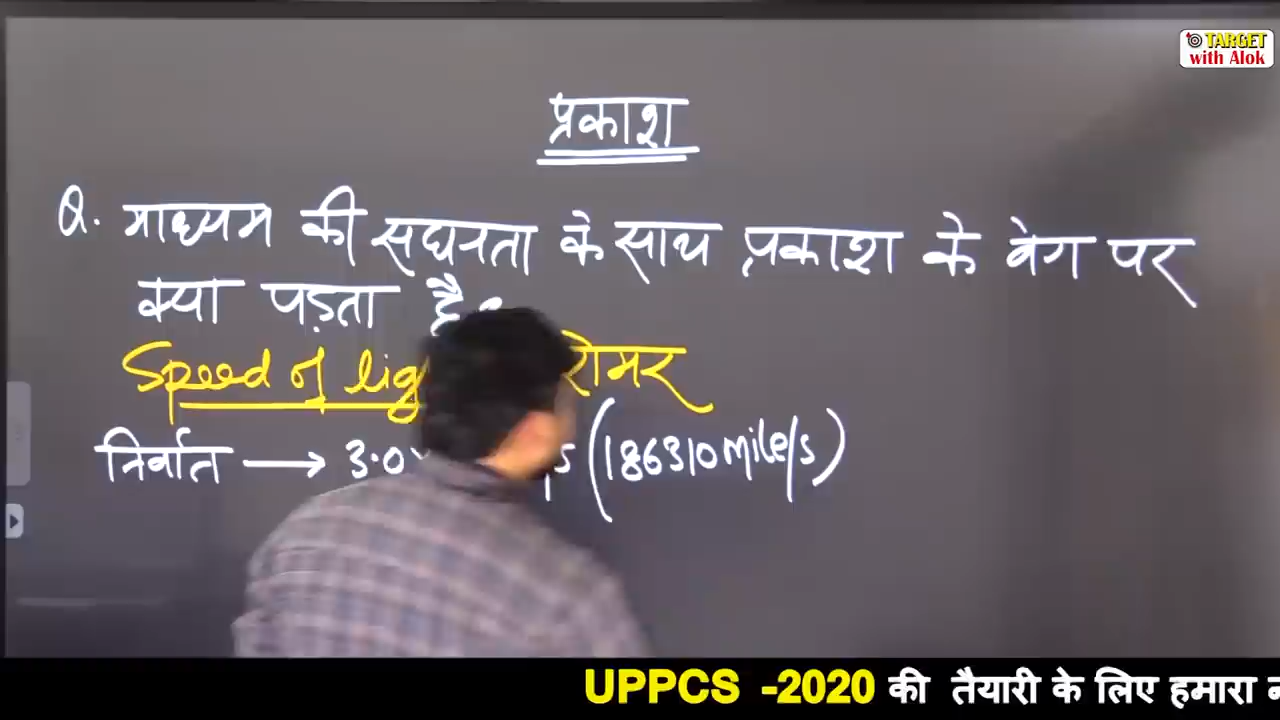 TARGET
with Alok
प्रकाश
Q. माध्यम की सघनता के साथ प्रकाश के वेग पर
क्या पड़ता है
Speed of रोमर
निर्वात → 3.0 (186310 mile/s)
UPPCS -2020 की तैयारी के लिए हमारा